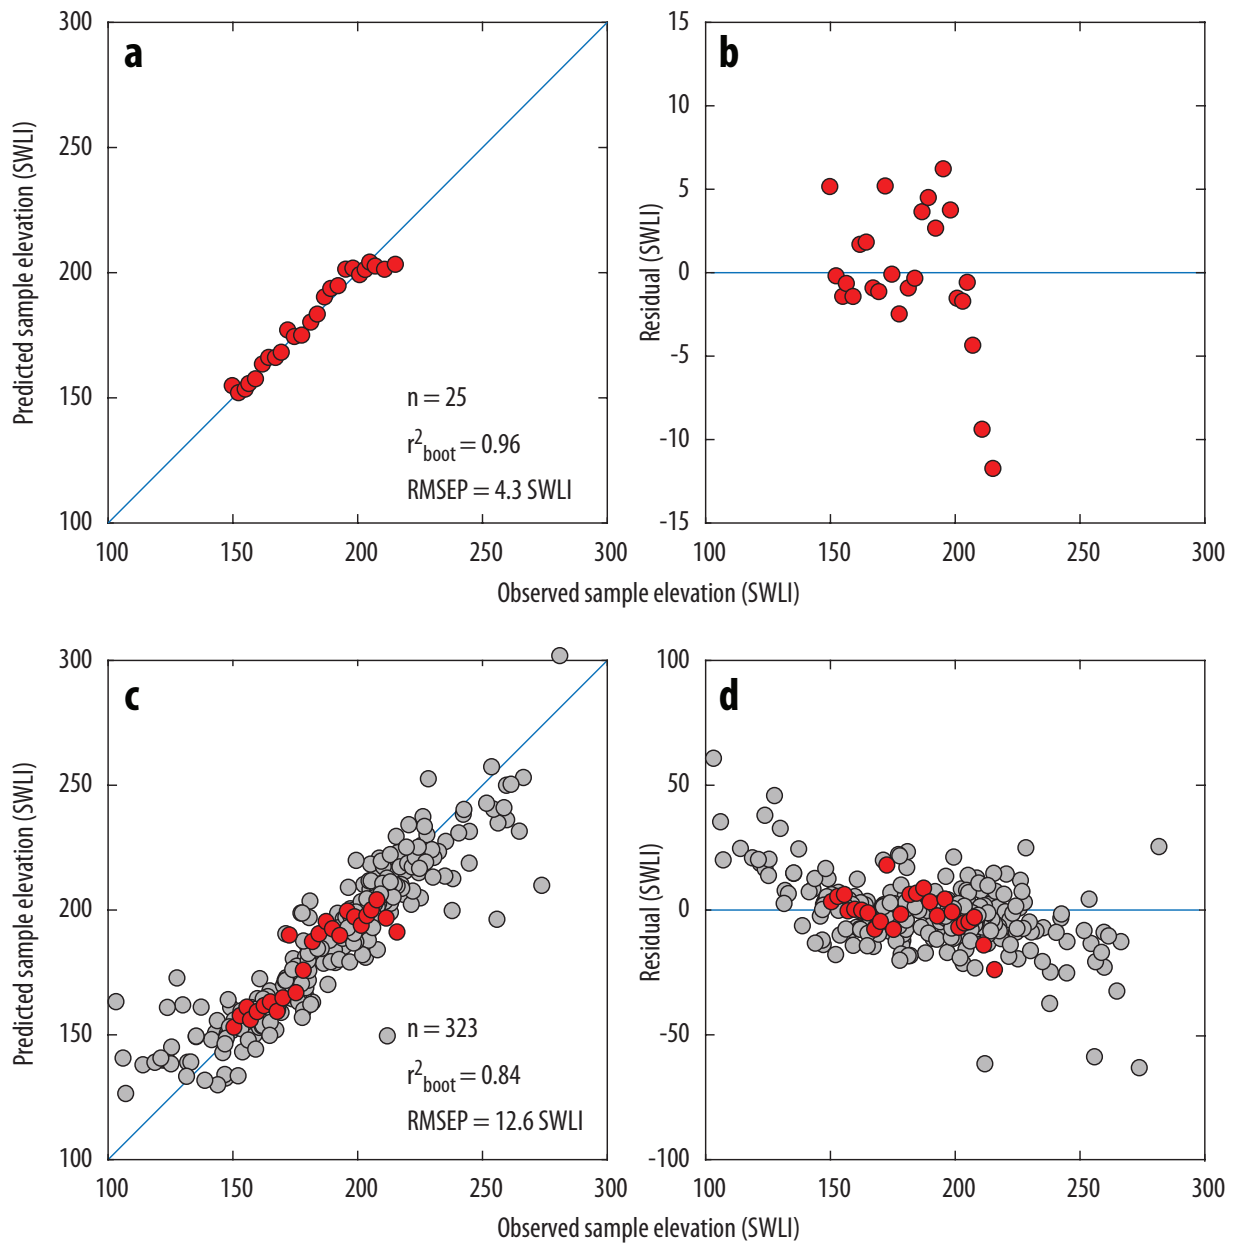 a
300
250
200
150
100
Predicted sample elevation (SWLI)
n = 25
r²boot = 0.96
RMSEP = 4.3 SWLI
100 150 200 250 300
b
15
10
5
0
-5
-10
-15
Residual (SWLI)
100 150 200 250 300
Observed sample elevation (SWLI)
c
300
250
200
150
100
Predicted sample elevation (SWLI)
n = 323
r²boot = 0.84
RMSEP = 12.6 SWLI
100 150 200 250 300
d
100
50
0
-50
-100
Residual (SWLI)
100 150 200 250 300
Observed sample elevation (SWLI)